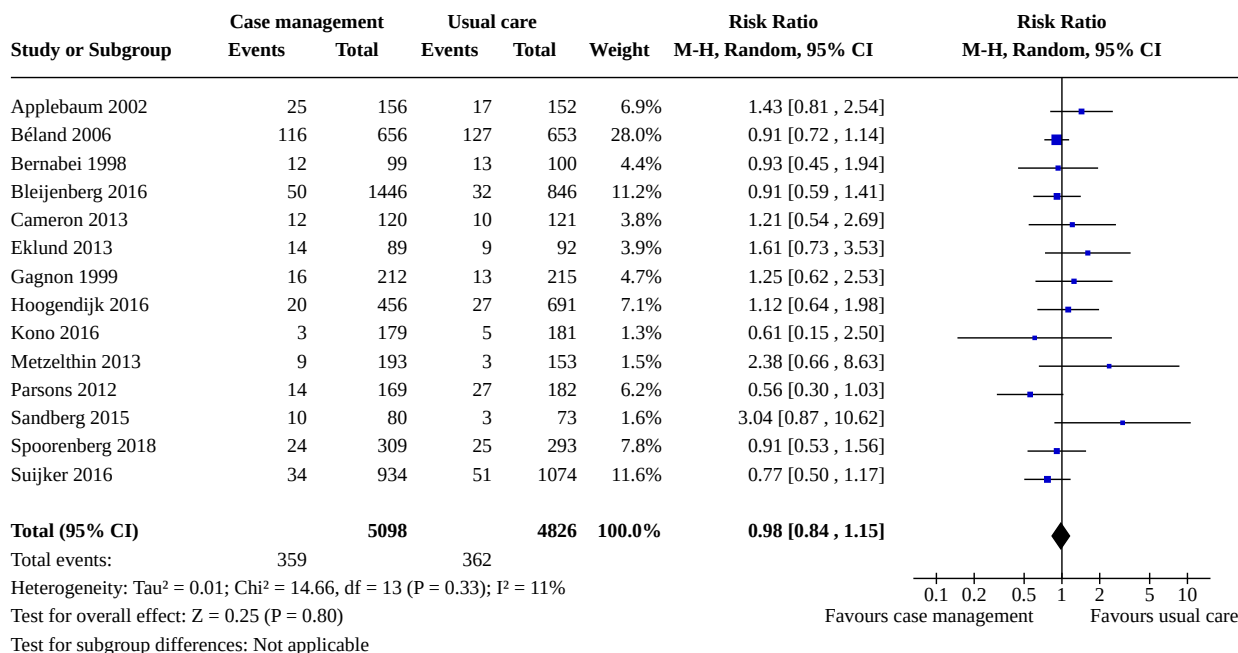 Case management Usual care Risk Ratio Risk Ratio
Study or Subgroup Events Total Events Total Weight M-H, Random, 95% CI M-H, Random, 95% CI
Applebaum 2002 25 156 17 152 6.9% 1.43 [0.81 , 2.54]
Béland 2006 116 656 127 653 28.0% 0.91 [0.72 , 1.14]
Bernabei 1998 12 99 13 100 4.4% 0.93 [0.45 , 1.94]
Bleijenberg 2016 50 1446 32 846 11.2% 0.91 [0.59 , 1.41]
Cameron 2013 12 120 10 121 3.8% 1.21 [0.54 , 2.69]
Eklund 2013 14 89 9 92 3.9% 1.61 [0.73 , 3.53]
Gagnon 1999 16 212 13 215 4.7% 1.25 [0.62 , 2.53]
Hoogendijk 2016 20 456 27 691 7.1% 1.12 [0.64 , 1.98]
Kono 2016 3 179 5 181 1.3% 0.61 [0.15 , 2.50]
Metzelthin 2013 9 193 3 153 1.5% 2.38 [0.66 , 8.63]
Parsons 2012 14 169 27 182 6.2% 0.56 [0.30 , 1.03]
Sandberg 2015 10 80 3 73 1.6% 3.04 [0.87 , 10.62]
Spoorenberg 2018 24 309 25 293 7.8% 0.91 [0.53 , 1.56]
Suijker 2016 34 934 51 1074 11.6% 0.77 [0.50 , 1.17]
Total (95% CI) 5098 4826 100.0% 0.98 [0.84 , 1.15]
Total events: 359 362
Heterogeneity: Tau² = 0.01; Chi² = 14.66, df = 13 (P = 0.33); I² = 11%
0.1 0.2 0.5 1 2 5 10
Test for overall effect: Z = 0.25 (P = 0.80) Favours case management Favours usual care
Test for subgroup differences: Not applicable